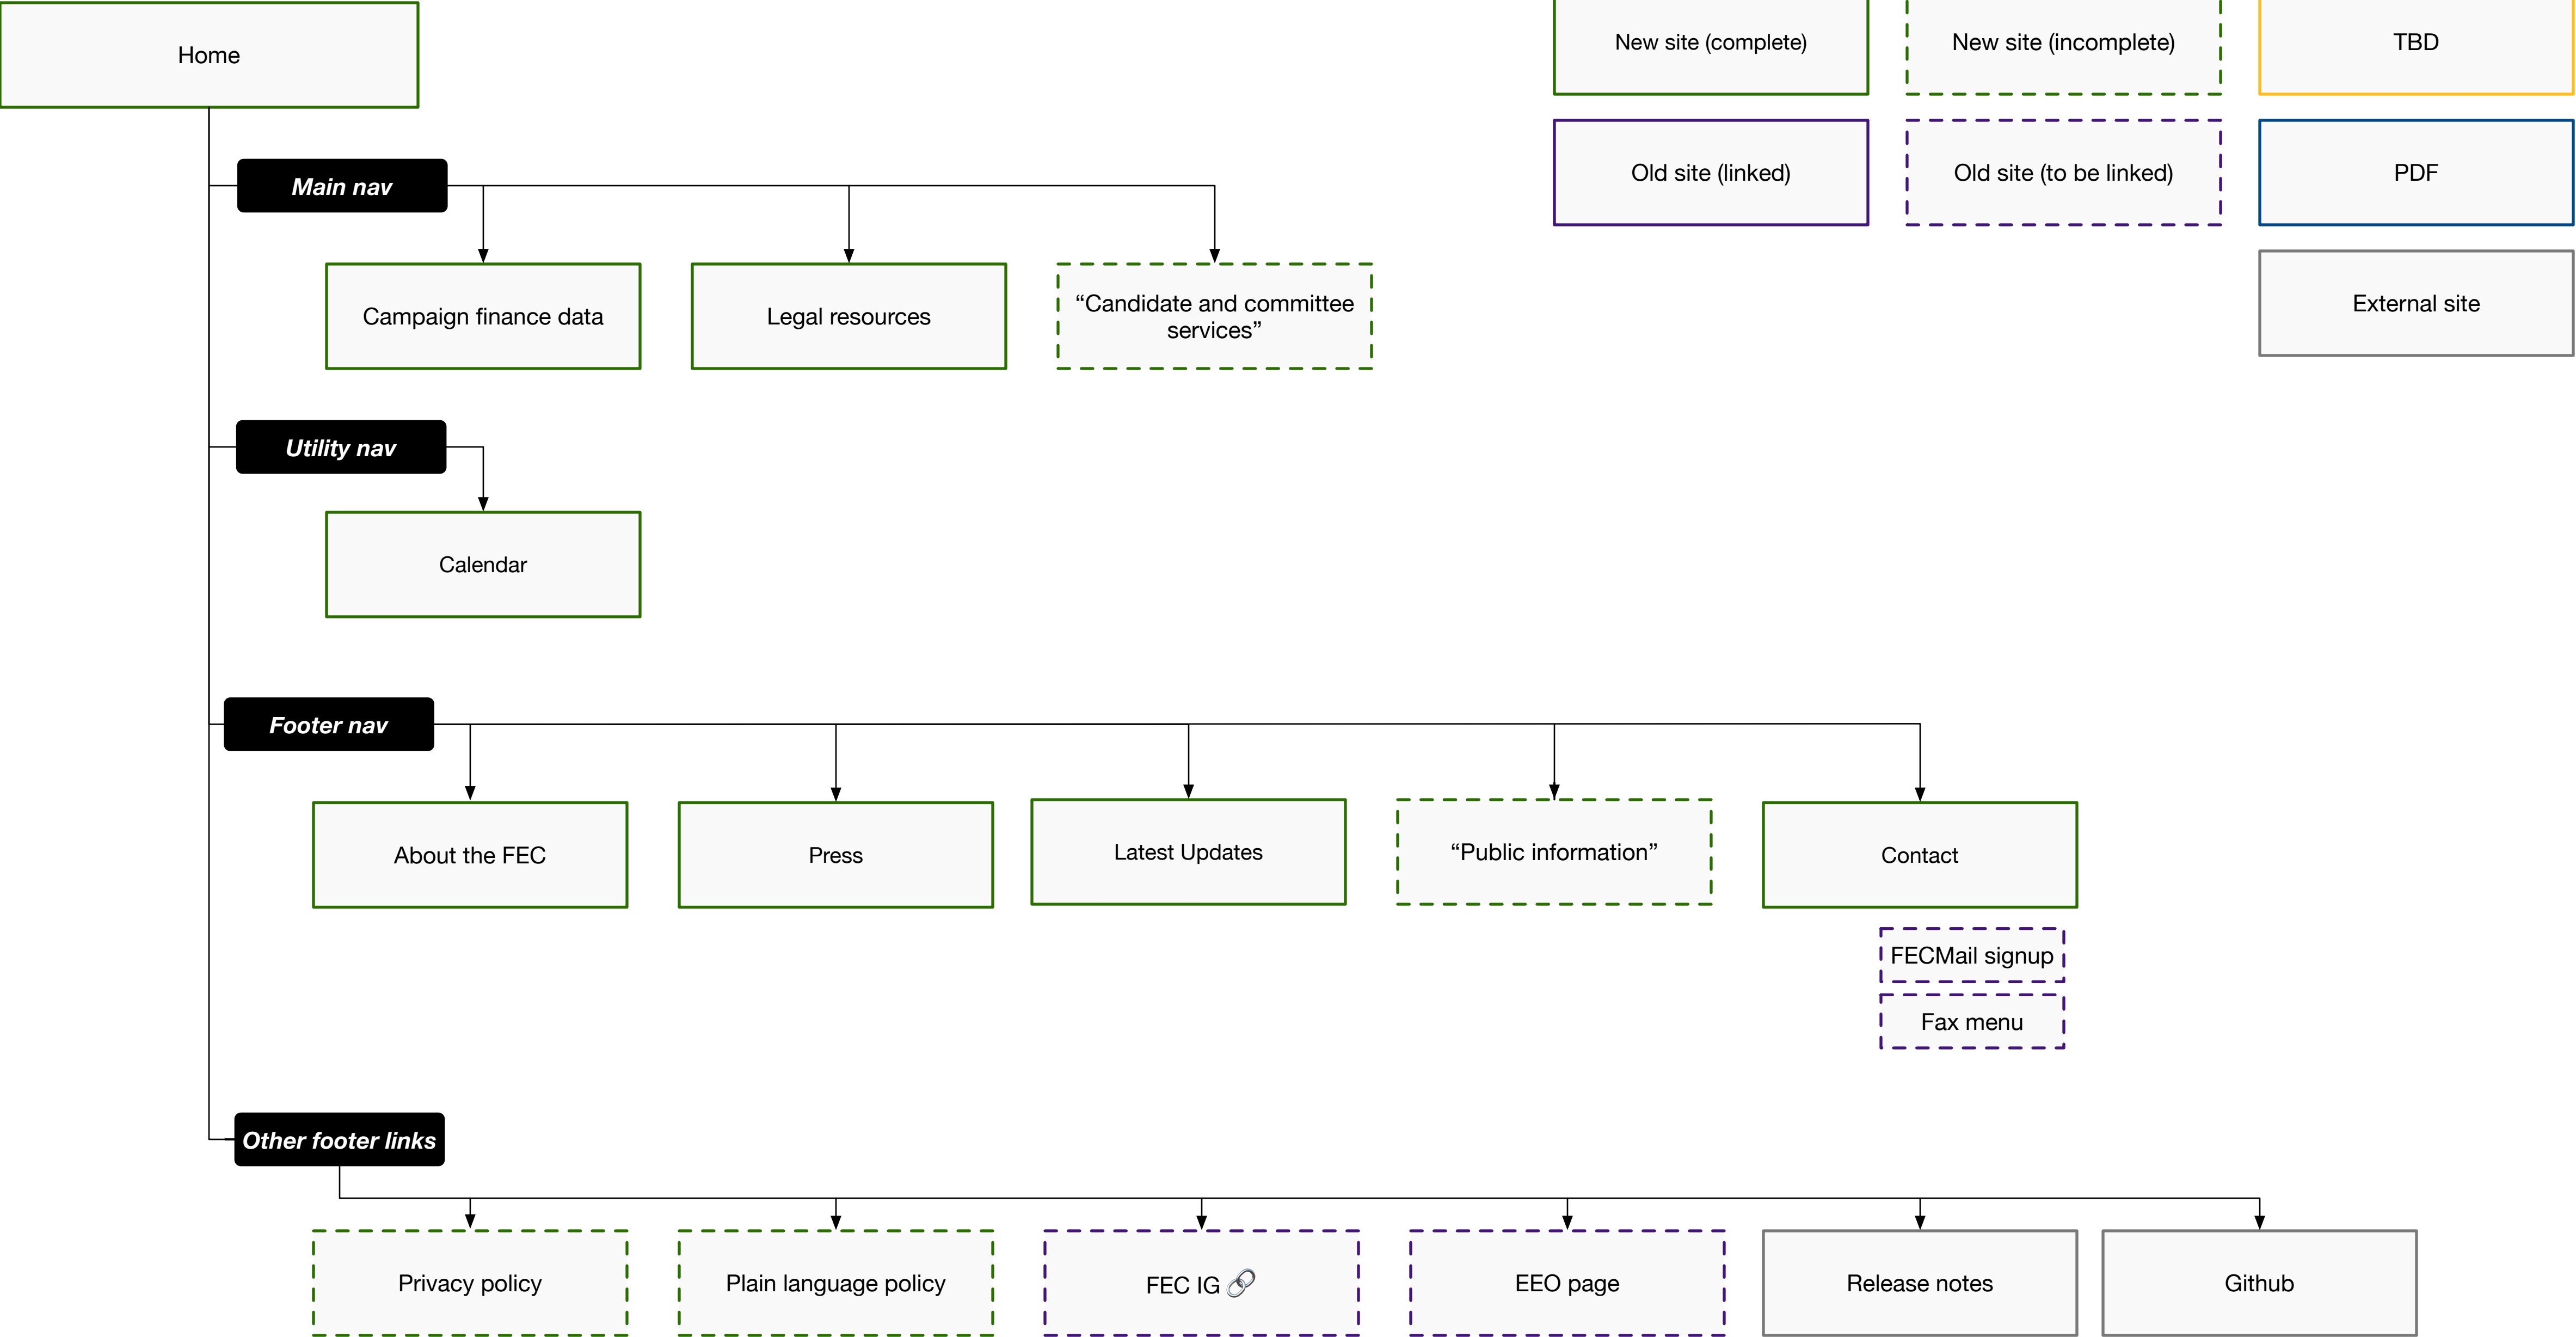 Home
New site (complete)
New site (incomplete)
TBD
Old site (linked)
Old site (to be linked)
PDF
External site
Main nav
Campaign finance data
Legal resources
“Candidate and committee
services”
Utility nav
Calendar
Footer nav
About the FEC
Press
Latest Updates
“Public information”
Contact
FECMail signup
Fax menu
Other footer links
Privacy policy
Plain language policy
FEC IG 🔗
EEO page
Release notes
Github